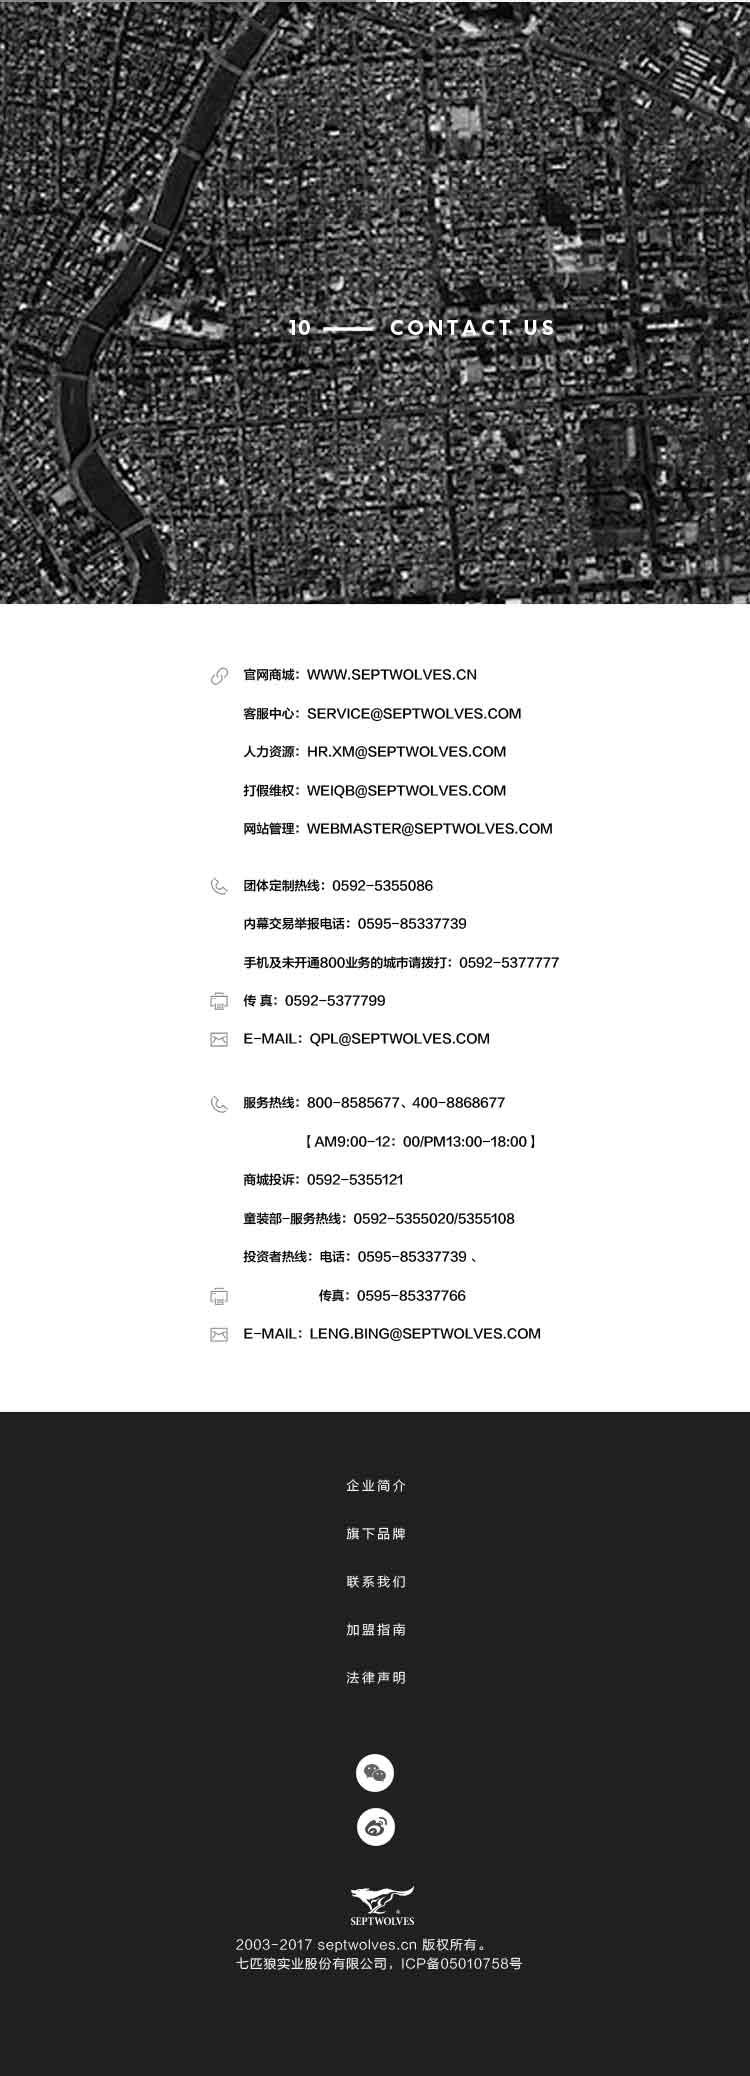 10 —— CONTACT US
官网商城：WWW.SEPTWOLVES.CN
客服中心：SERVICE@SEPTWOLVES.COM
人力资源：HR.XM@SEPTWOLVES.COM
打假维权：WEIQB@SEPTWOLVES.COM
网站管理：WEBMASTER@SEPTWOLVES.COM
团体定制热线：0592-5355086
内幕交易举报电话：0595-85337739
手机及未开通800业务的城市请拨打：0592-5377777
传 真：0592-5377799
E-MAIL：QPL@SEPTWOLVES.COM
服务热线：800-8585677、400-8868677
【 AM9:00-12：00/PM13:00-18:00 】
商城投诉：0592-5355121
童装部-服务热线：0592-5355020/5355108
投资者热线：电话：0595-85337739 、
传真：0595-85337766
E-MAIL：LENG.BING@SEPTWOLVES.COM
企业简介
旗下品牌
联系我们
加盟指南
法律声明
®
SEPTWOLVES
2003-2017 septwolves.cn 版权所有。
七匹狼实业股份有限公司，ICP备05010758号